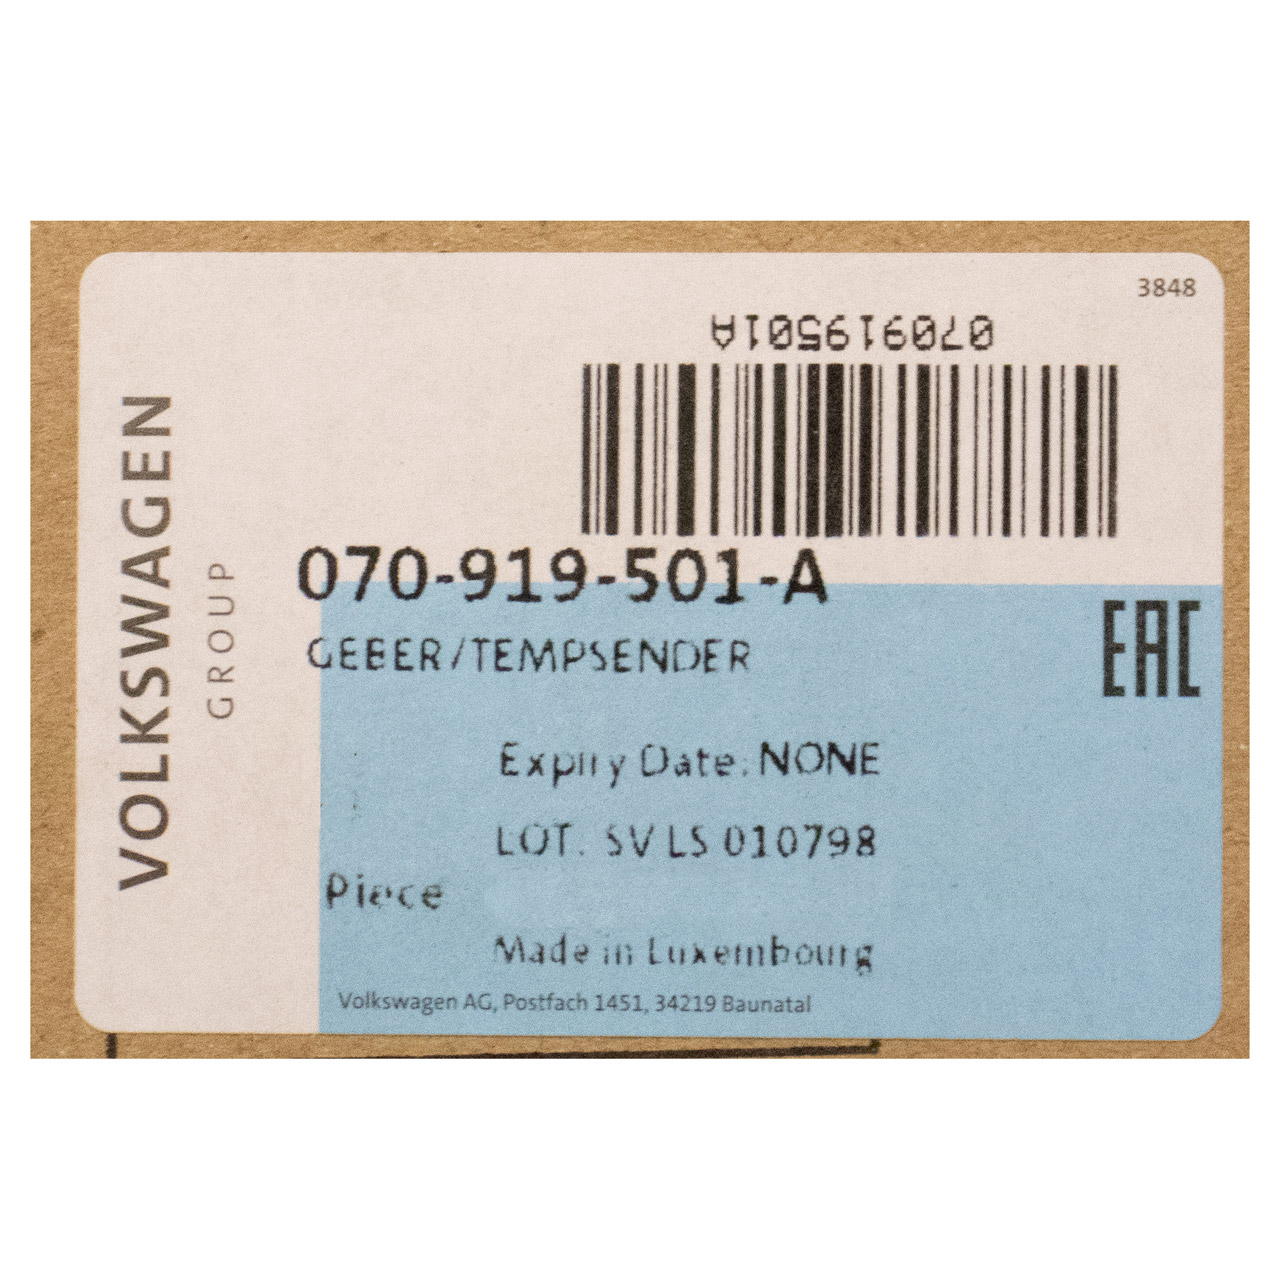 3848
070919501A
070-919-501-A
GEBER/TEMPSENDER
EAC
Expiry Date: NONE
LOT. SV LS 010798
Piece
Made in Luxembourg
Volkswagen AG, Postfach 1451, 34219 Baunatal
VOLKSWAGEN
GROUP